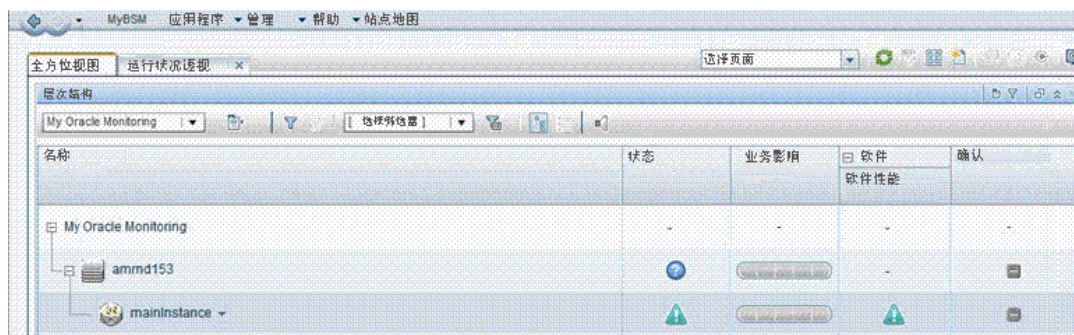 MyBSM 应用程序 管理 帮助 站点地图
全方位视图 运行状况透视 × 选择页面
层次结构
My Oracle Monitoring [ 选择筛选器 ]
名称 状态 业务影响 软件 确认
软件性能
My Oracle Monitoring - - - -
ammd153 -
mainInstance